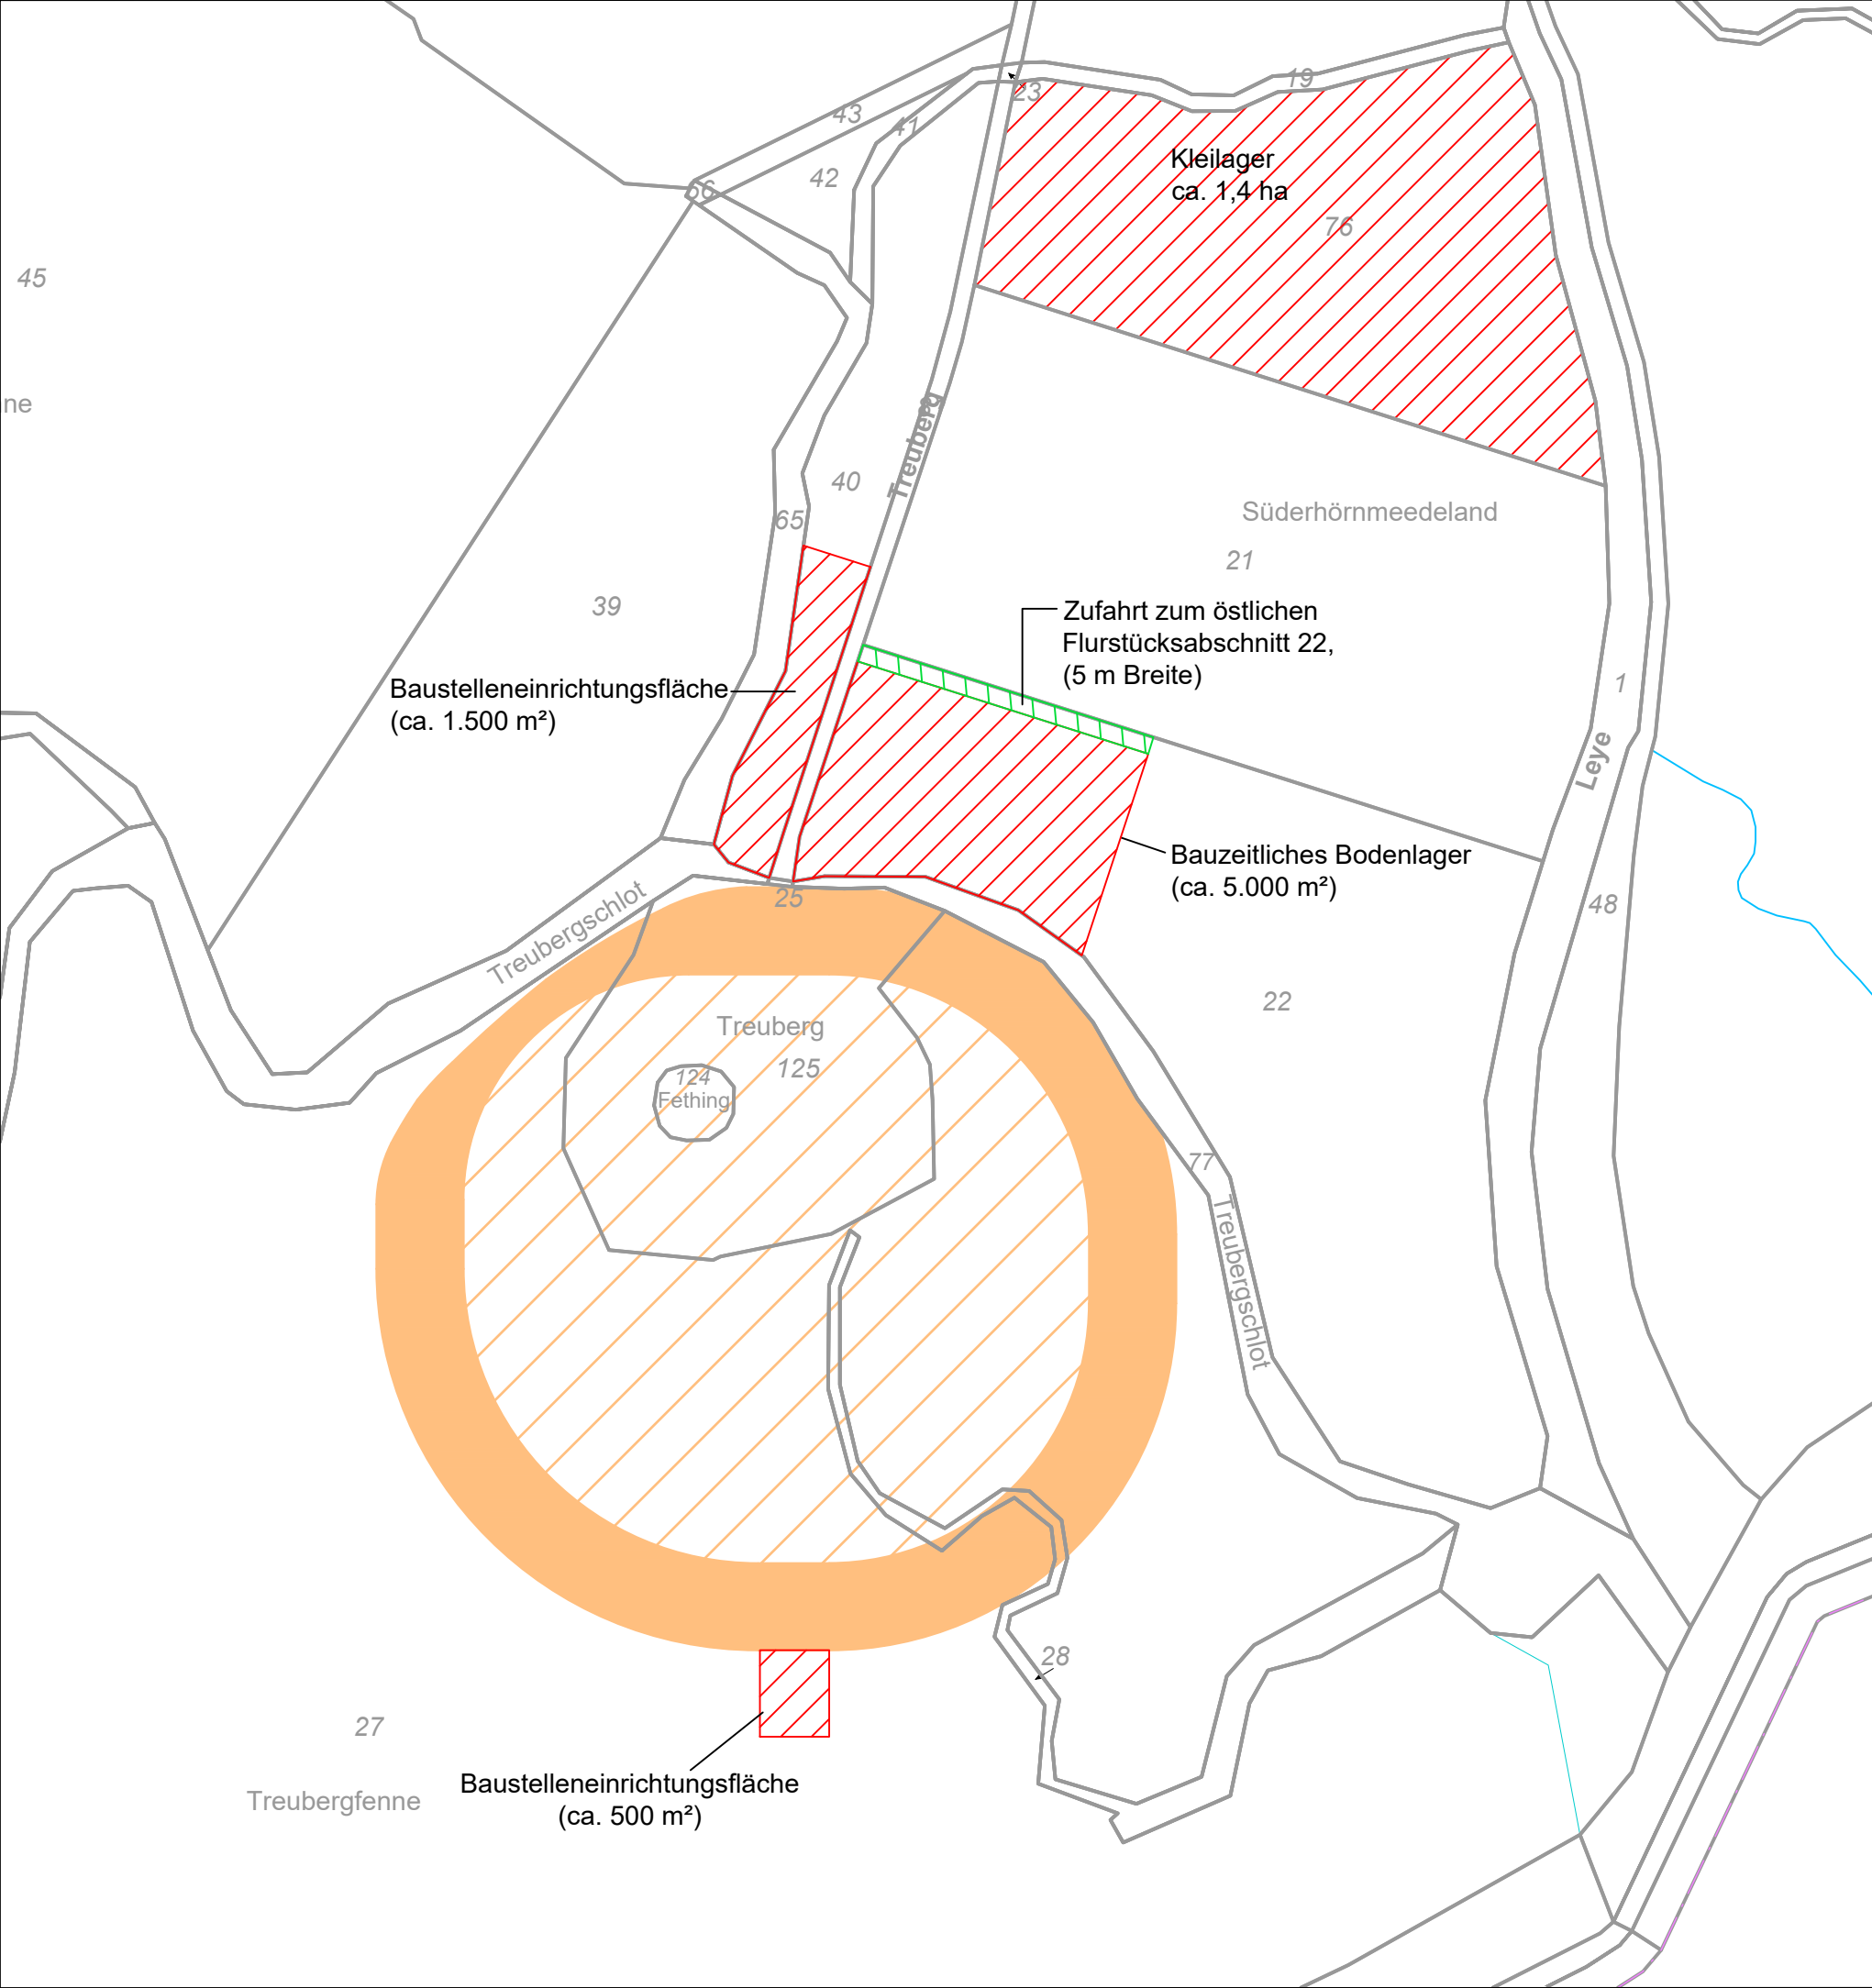 19
23
43
41
Kleilager
ca. 1,4 ha
42
66
76
45
ne
Treuberg
40
Süderhörnmeedeland
65
21
39
Zufahrt zum östlichen
Flurstücksabschnitt 22,
(5 m Breite)
1
Baustelleneinrichtungsfläche
(ca. 1.500 m²)
Leye
Bauzeitliches Bodenlager
(ca. 5.000 m²)
25
48
Treubergschlot
22
Treuberg
125
124
Fething
77
Treubergschlot
28
27
Baustelleneinrichtungsfläche
(ca. 500 m²)
Treubergfenne